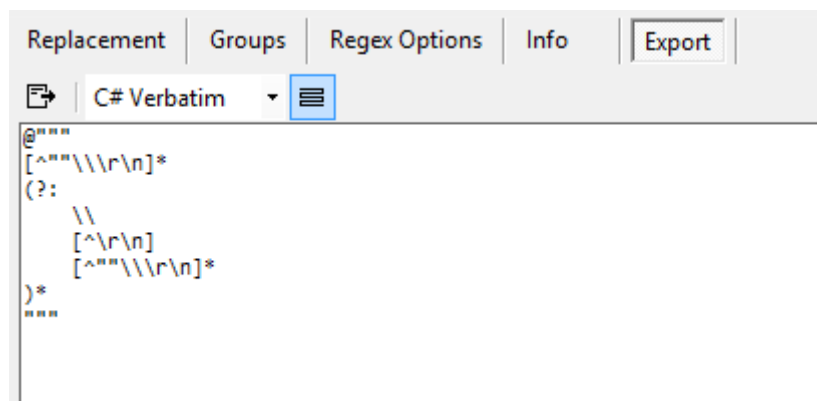 Replacement Groups Regex Options Info Export
C# Verbatim
@"""
[^""\\\r\n]*
(?:
    \\
    [^\r\n]
    [^""\\\r\n]*
)*
"""